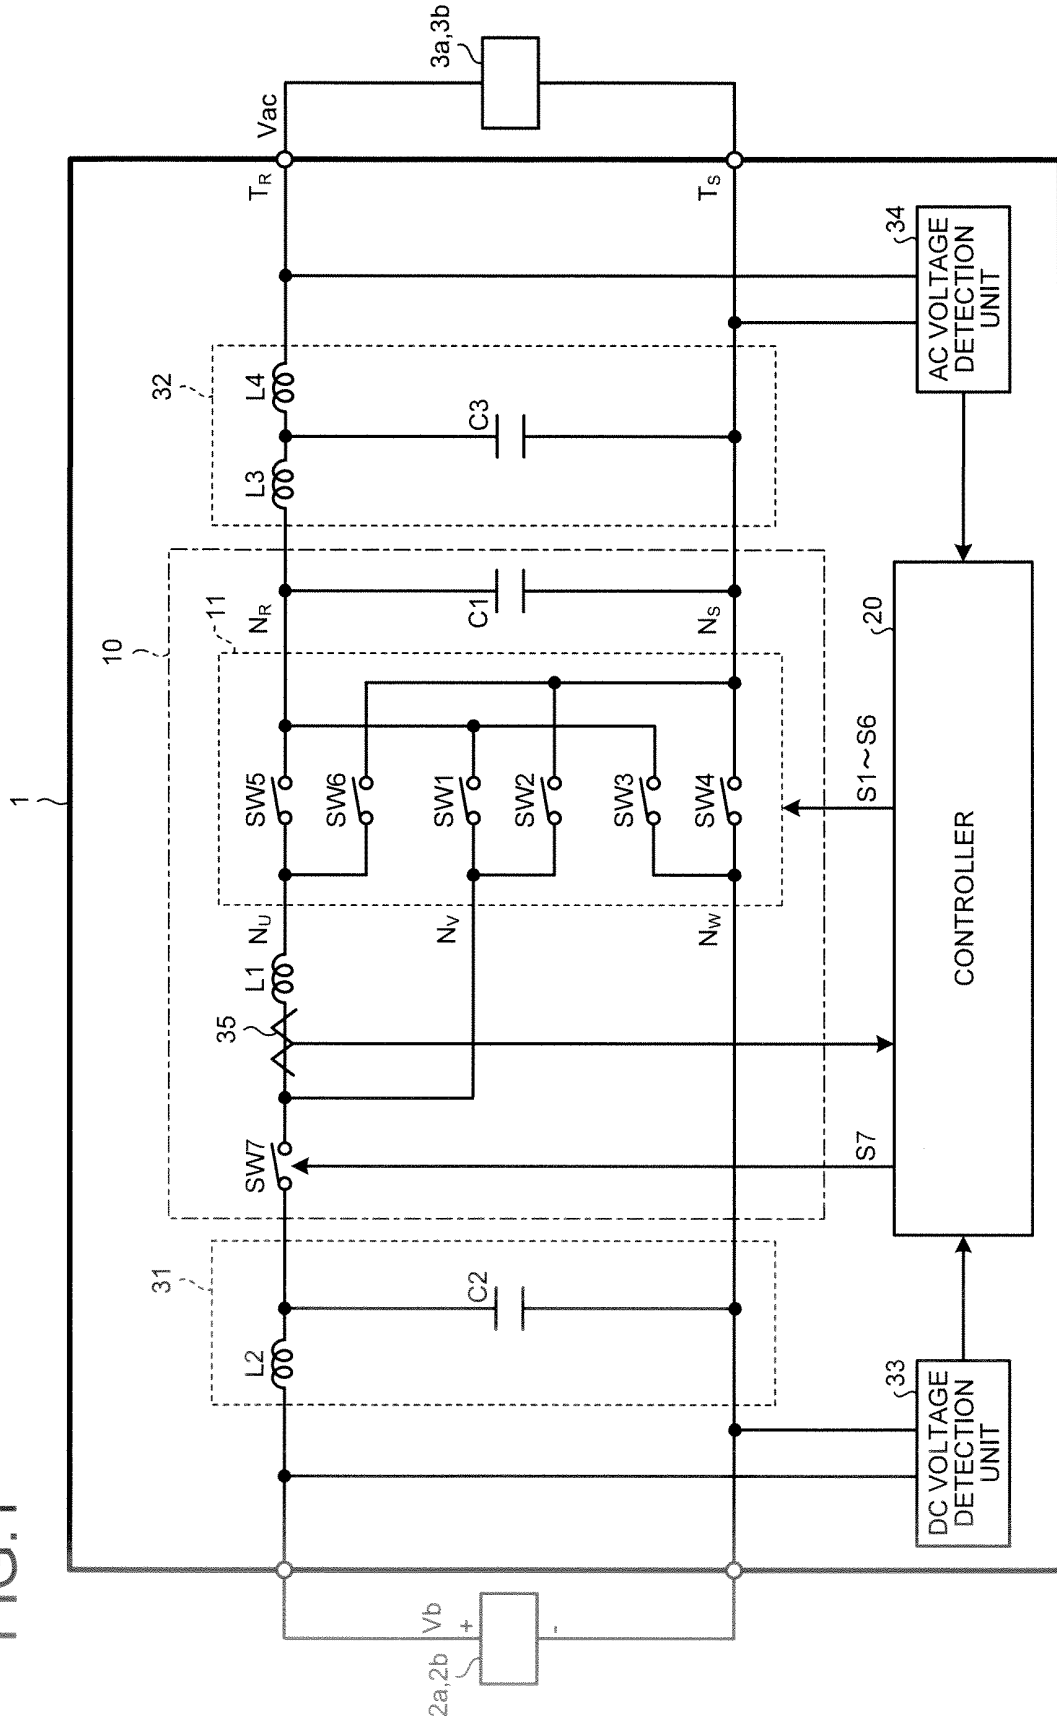 FIG.1
1
10
11
31
32
2a,2b
Vb
+
-
L2
C2
SW7
35
L1
NU
NV
NW
SW5
SW6
SW1
SW2
SW3
SW4
NR
NS
C1
L3
L4
C3
TR
TS
Vac
3a,3b
33
DC VOLTAGE
DETECTION
UNIT
S7
S1~S6
20
CONTROLLER
34
AC VOLTAGE
DETECTION
UNIT